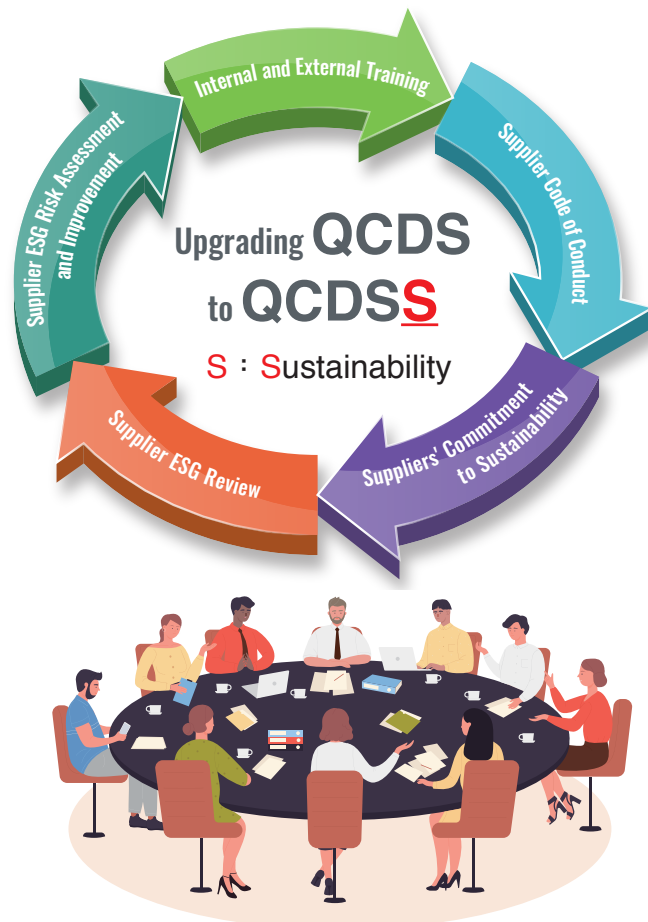 Internal and External Training
Supplier Code of Conduct
Suppliers' Commitment
to Sustainability
Supplier ESG Review
Supplier ESG Risk Assessment
and Improvement
Upgrading QCDS
to QCDSS
S : Sustainability